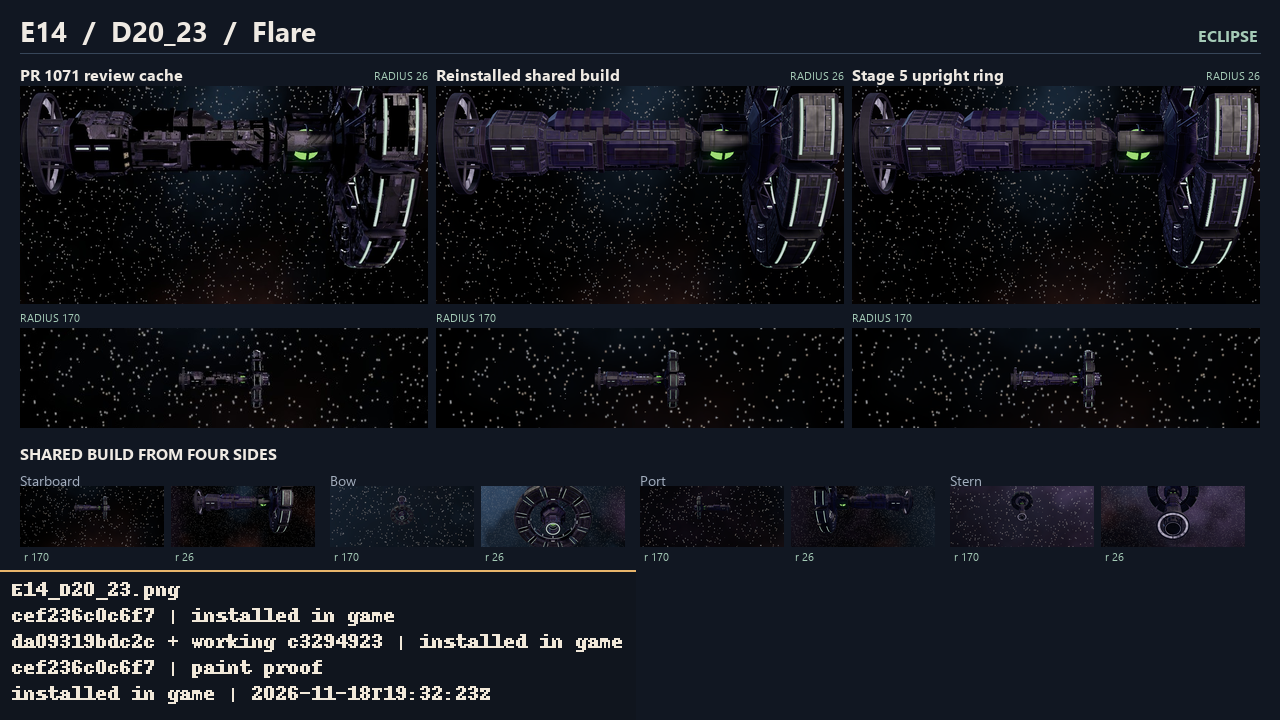 E14 / D20_23 / Flare
ECLIPSE
PR 1071 review cache RADIUS 26
Reinstalled shared build RADIUS 26
Stage 5 upright ring RADIUS 26
RADIUS 170 RADIUS 170 RADIUS 170
SHARED BUILD FROM FOUR SIDES
Starboard Bow Port Stern
r 170 r 26 r 170 r 26 r 170 r 26 r 170 r 26
E14_D20_23.png
cef236c0c6f7 | installed in game
da09319bdc2c + working c3294923 | installed in game
cef236c0c6f7 | paint proof
installed in game | 2026-11-18T19:32:23Z